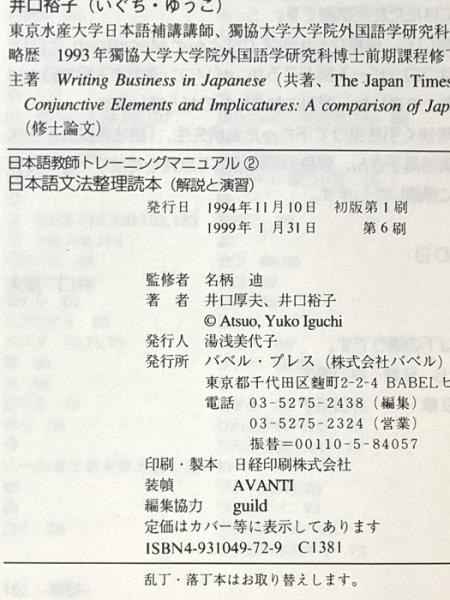 井口裕子（いぐち・ゆうこ）
東京水産大学日本語補講講師、獨協大学大学院外国語学研究科
略歴 1993年獨協大学大学院外国語学研究科博士前期課程修
主著 Writing Business in Japanese（共著、The Japan Times
Conjunctive Elements and Implicatures: A comparison of Jap
（修士論文）
日本語教師トレーニングマニュアル②
日本語文法整理読本（解説と演習）
発行日 1994年11月10日 初版第1刷
1999年1月31日 第6刷
監修者 名柄 迪
著者 井口厚夫、井口裕子
© Atsuo, Yuko Iguchi
発行人 湯浅美代子
発行所 バベル・プレス（株式会社バベル）
東京都千代田区麴町2-2-4 BABELビ
電話 03-5275-2438（編集）
03-5275-2324（営業）
振替＝00110-5-84057
印刷・製本 日経印刷株式会社
装幀 AVANTI
編集協力 guild
定価はカバー等に表示してあります
ISBN4-931049-72-9 C1381
乱丁・落丁本はお取り替えします。